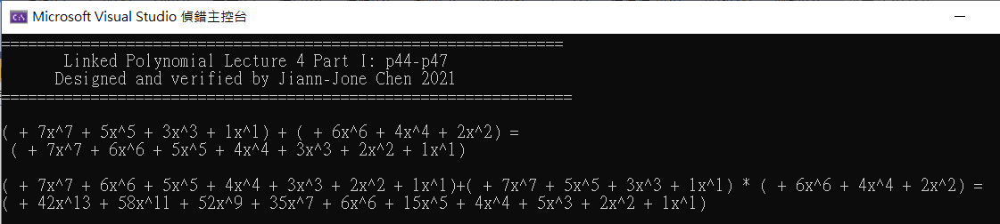 Microsoft Visual Studio 偵錯主控台
===============================================================
Linked Polynomial Lecture 4 Part I: p44-p47
Designed and verified by Jiann-Jone Chen 2021
================================================================
( + 7x^7 + 5x^5 + 3x^3 + 1x^1) + ( + 6x^6 + 4x^4 + 2x^2) =
( + 7x^7 + 6x^6 + 5x^5 + 4x^4 + 3x^3 + 2x^2 + 1x^1)
( + 7x^7 + 6x^6 + 5x^5 + 4x^4 + 3x^3 + 2x^2 + 1x^1)+( + 7x^7 + 5x^5 + 3x^3 + 1x^1) * ( + 6x^6 + 4x^4 + 2x^2) =
( + 42x^13 + 58x^11 + 52x^9 + 35x^7 + 6x^6 + 15x^5 + 4x^4 + 5x^3 + 2x^2 + 1x^1)